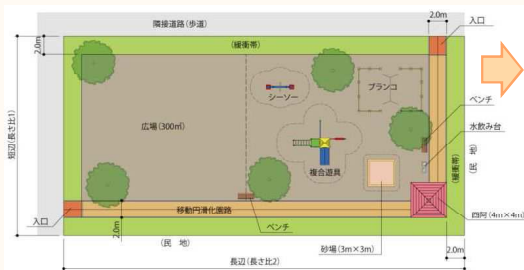 隣接道路(歩道)
2.0m
入口
2.0m
(緩衝帯)
シーソー
ブランコ
ベンチ
短辺(長さ比1)
広場(300㎡)
水飲み台
複合遊具
(緩衝帯)
(民 地)
四阿(4m×4m)
移動円滑化園路
入口
2.0m
(民 地)
ベンチ
砂場(3m×3m)
2.0m
長辺(長さ比2)